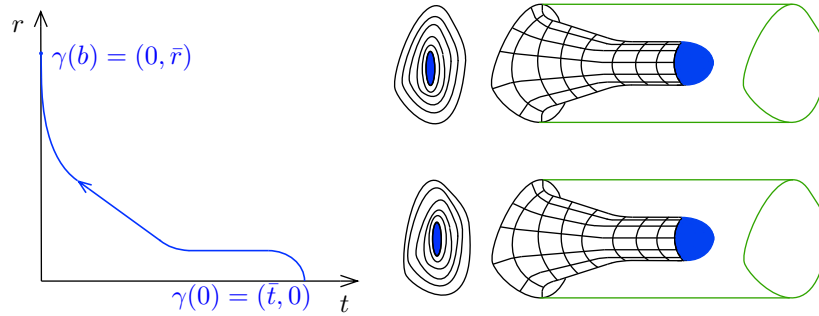 r
γ(b) = (0, r̄)
γ(0) = (t̄, 0)
t